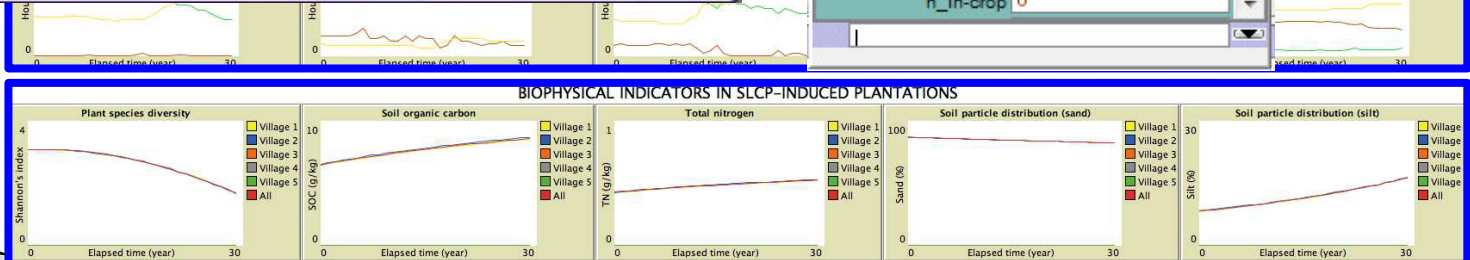 n_in-crop 0
0
0 Elapsed time (year) 30
0
0 Elapsed time (year) 30
0
0 Elapsed time (year)
30
BIOPHYSICAL INDICATORS IN SLCP-INDUCED PLANTATIONS
Plant species diversity
4
Shannon's index
0
0 Elapsed time (year) 30
Village 1
Village 2
Village 3
Village 4
Village 5
All
Soil organic carbon
10
SOC (g/kg)
0
0 Elapsed time (year) 30
Village 1
Village 2
Village 3
Village 4
Village 5
All
Total nitrogen
1
TN (g/kg)
0
0 Elapsed time (year) 30
Village 1
Village 2
Village 3
Village 4
Village 5
All
Soil particle distribution (sand)
100
Sand (%)
0
0 Elapsed time (year) 30
Village 1
Village 2
Village 3
Village 4
Village 5
All
Soil particle distribution (silt)
30
Silt (%)
0
0 Elapsed time (year) 30
Village
Village
Village
Village
Village
All